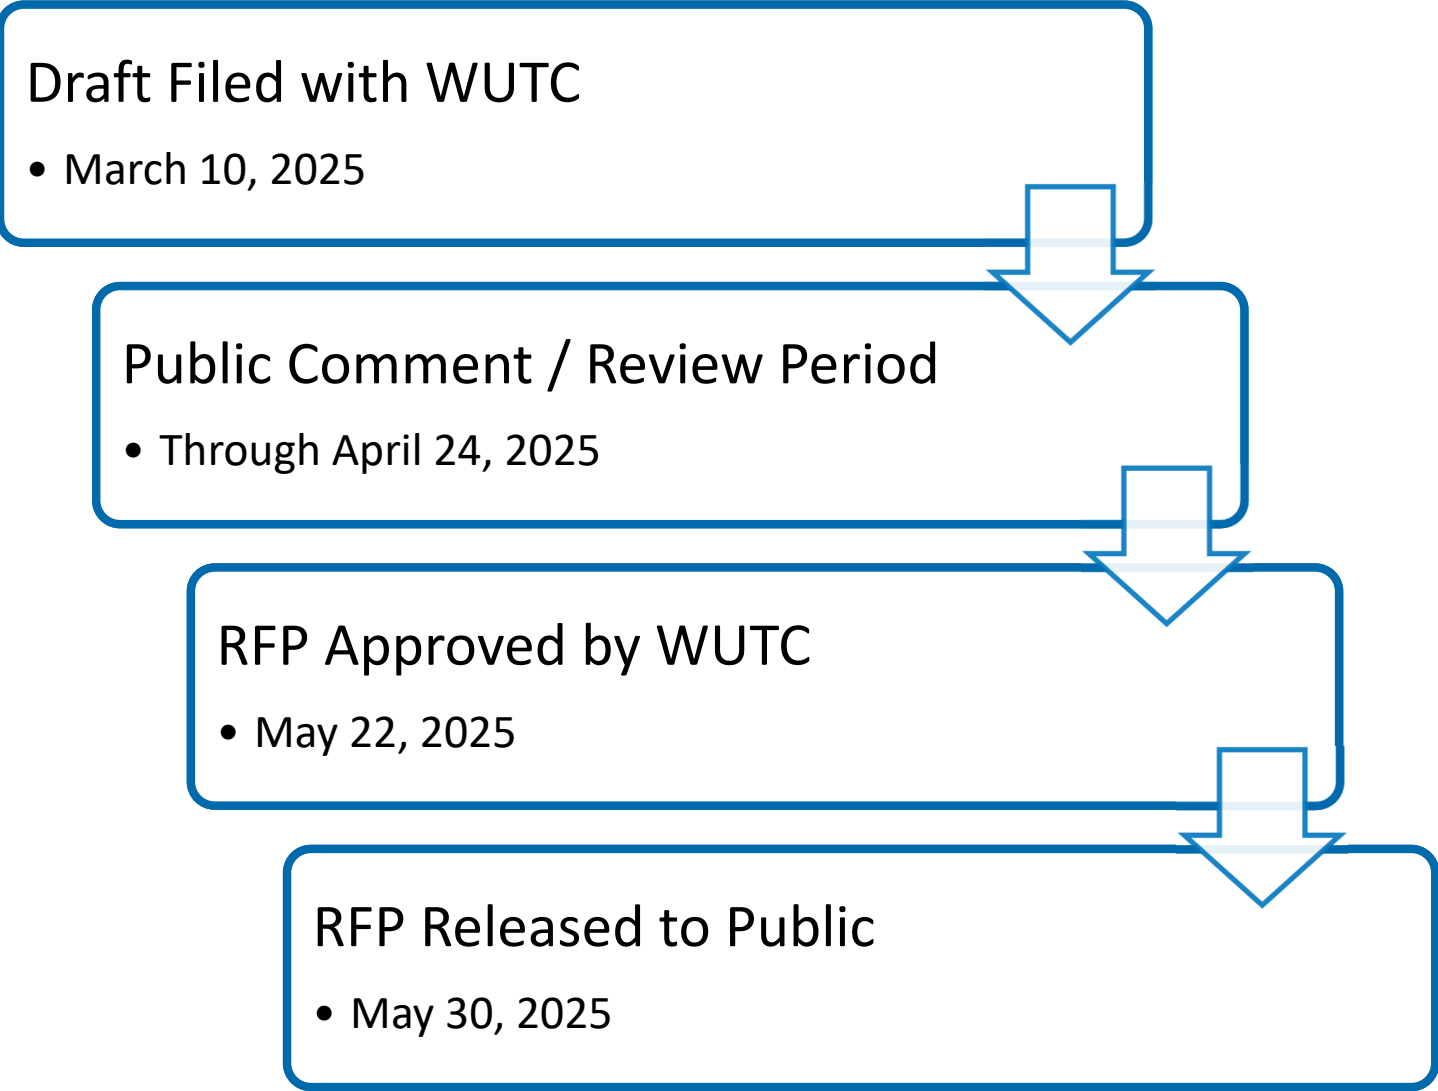 Draft Filed with WUTC
• March 10, 2025
Public Comment / Review Period
• Through April 24, 2025
RFP Approved by WUTC
• May 22, 2025
RFP Released to Public
• May 30, 2025